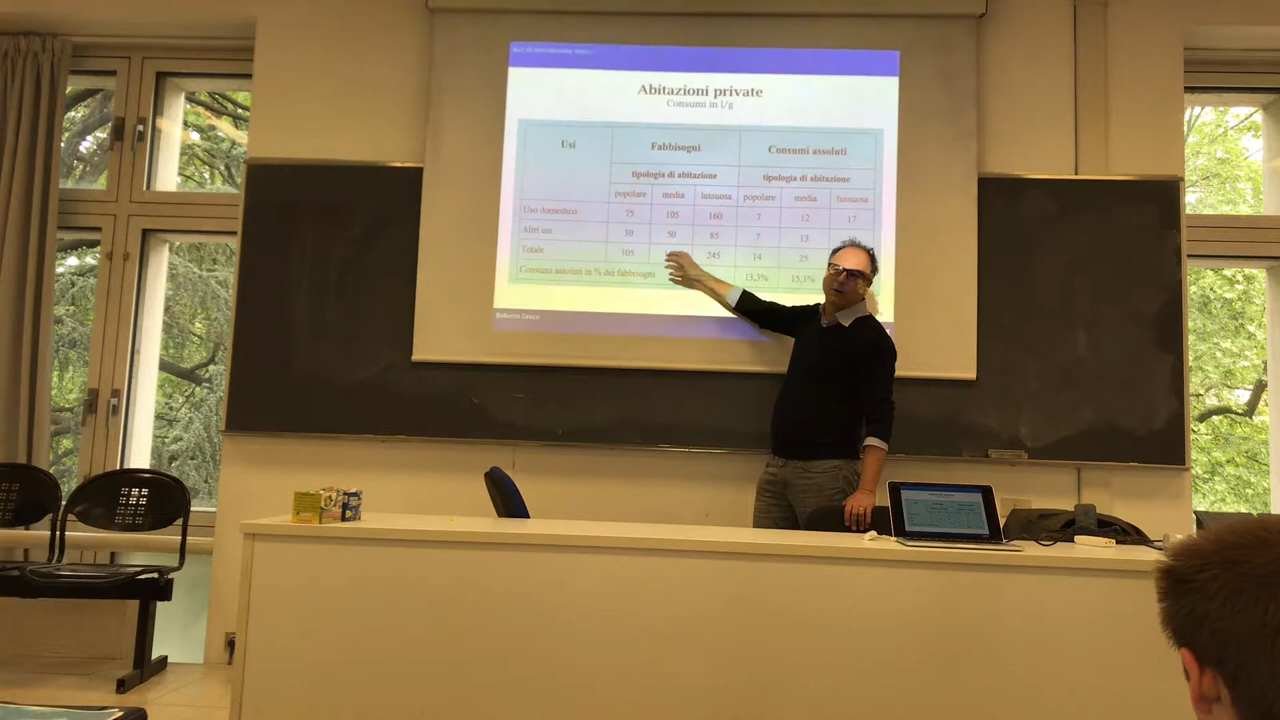 Abitazioni private
Consumi in l/g
Usi Fabbisogni Consumi assoluti
tipologia di abitazione tipologia di abitazione
popolare media lussuosa popolare media lussuosa
Uso domestico 75 105 160 7 12 17
Altri usi 30 50 85 7 13
Totale 105 245 14 25
Consumi assoluti in % dei fabbisogni 13,3% 15,1%
Roberto Greco